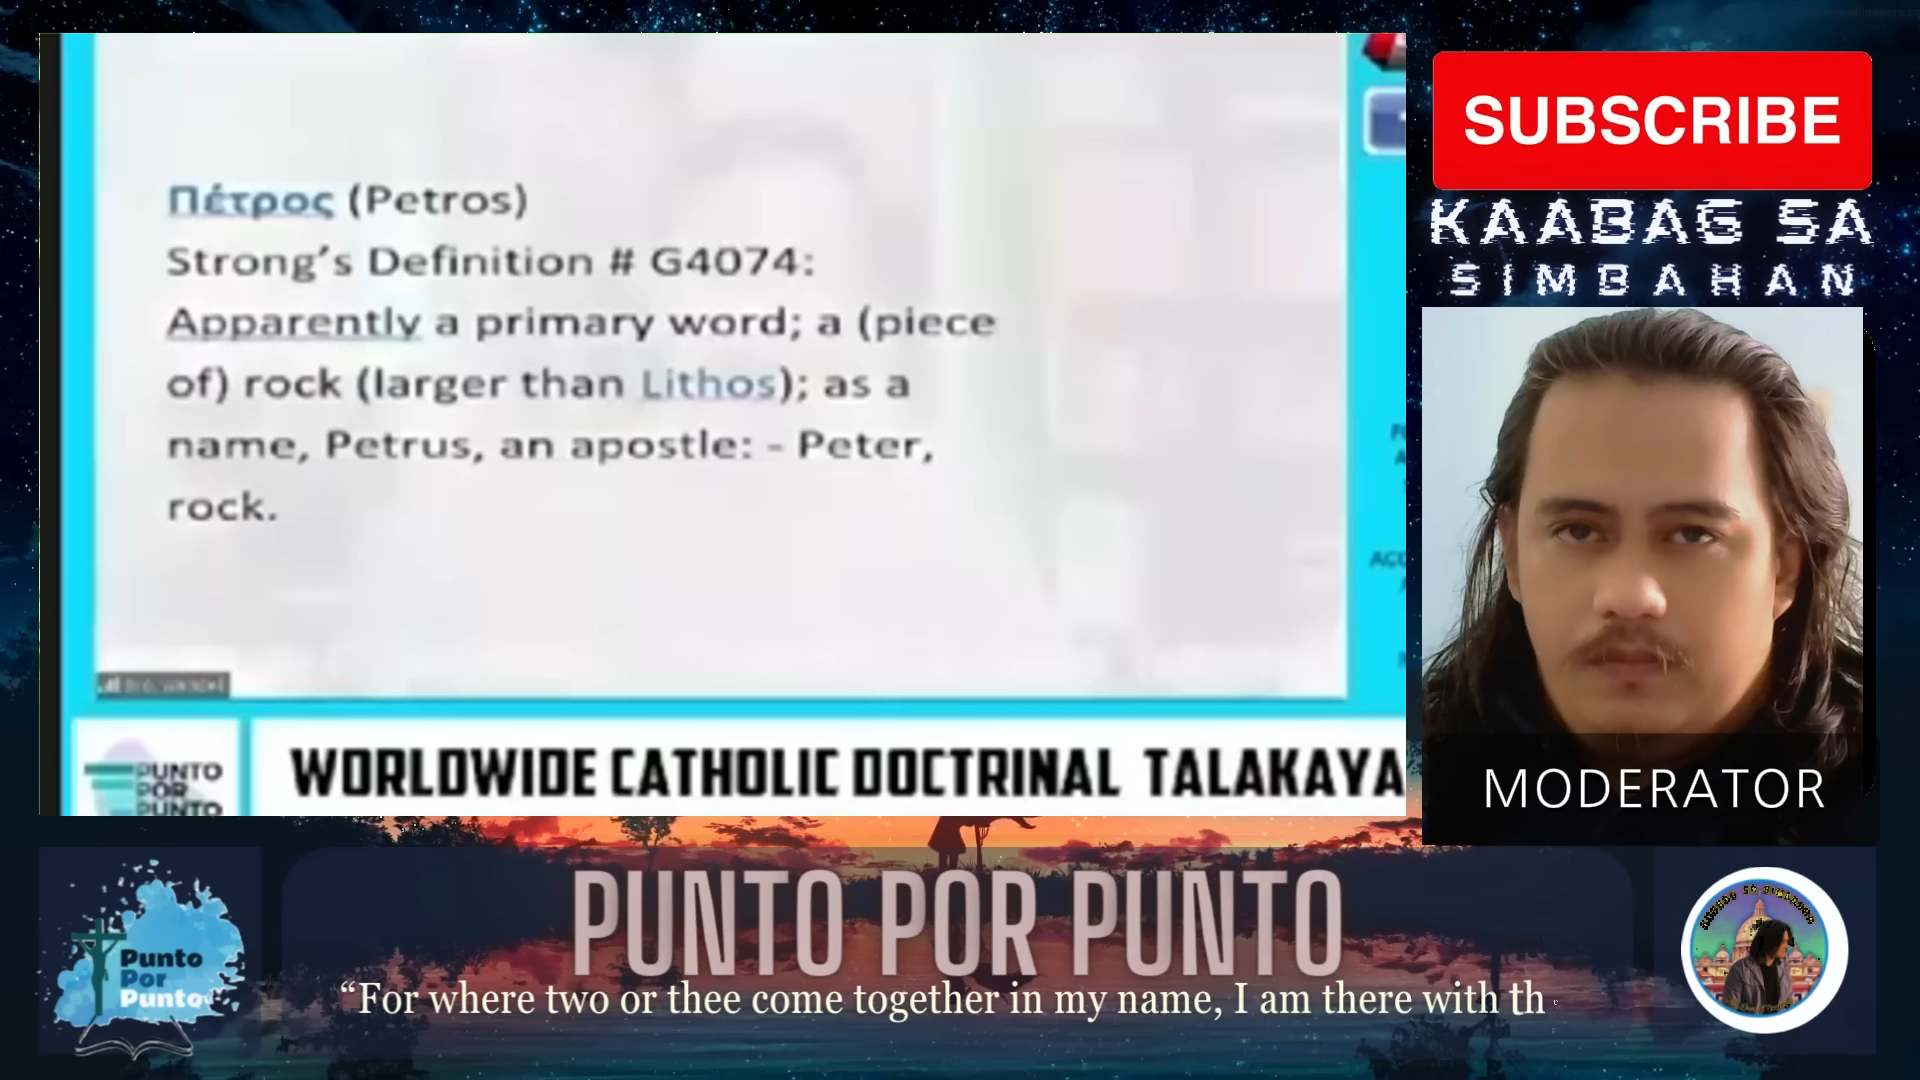 Πέτρος (Petros)
Strong's Definition # G4074:
Apparently a primary word; a (piece
of) rock (larger than Lithos); as a
name, Petrus, an apostle: - Peter,
rock.
PUNTO
POR
PUNTO
WORLDWIDE CATHOLIC DOCTRINAL TALAKAYA
SUBSCRIBE
KAABAG SA
SIMBAHAN
MODERATOR
Punto
Por
Punto
PUNTO POR PUNTO
“For where two or thee come together in my name, I am there with th